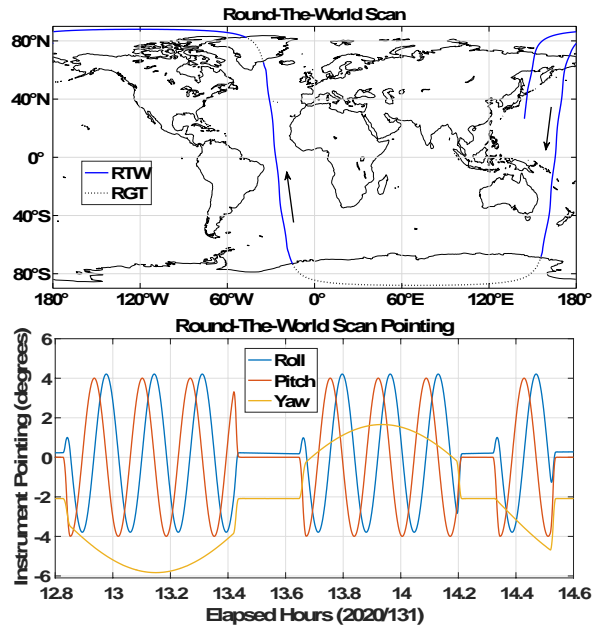 Round-The-World Scan
80°N
40°N
0°
40°S
80°S
RTW
RGT
180° 120°W 60°W 0° 60°E 120°E 180°
Round-The-World Scan Pointing
Instrument Pointing (degrees)
6
4
2
0
-2
-4
-6
Roll
Pitch
Yaw
12.8 13 13.2 13.4 13.6 13.8 14 14.2 14.4 14.6
Elapsed Hours (2020/131)